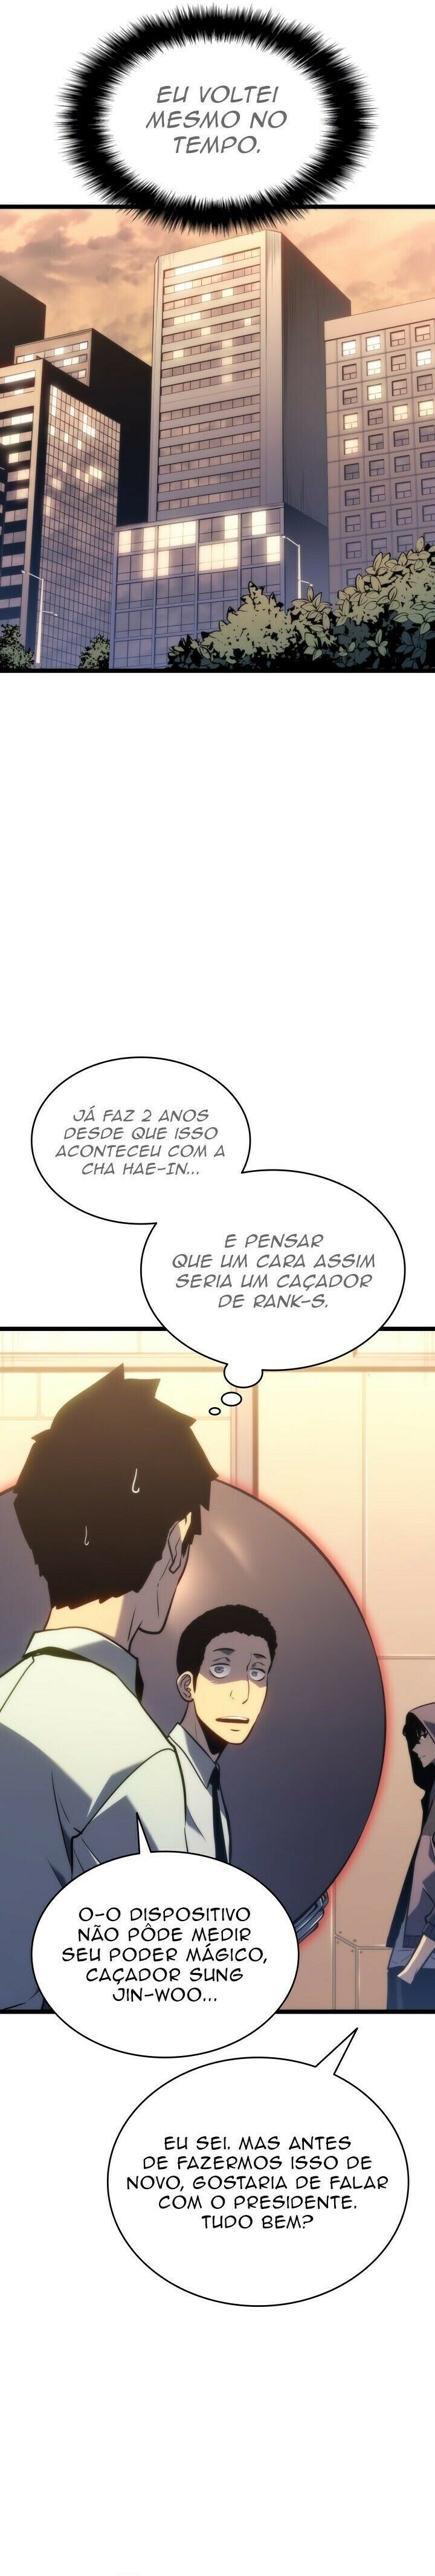 EU VOLTEI
MESMO NO
TEMPO.
JÁ FAZ 2 ANOS
DESDE QUE ISSO
ACONTECEU COM A
CHA HAE-IN...
E PENSAR
QUE UM CARA ASSIM
SERIA UM CAÇADOR
DE RANK-S.
O-O DISPOSITIVO
NÃO PÔDE MEDIR
SEU PODER MÁGICO,
CAÇADOR SUNG
JIN-WOO...
EU SEI. MAS ANTES
DE FAZERMOS ISSO DE
NOVO, GOSTARIA DE FALAR
COM O PRESIDENTE.
TUDO BEM?